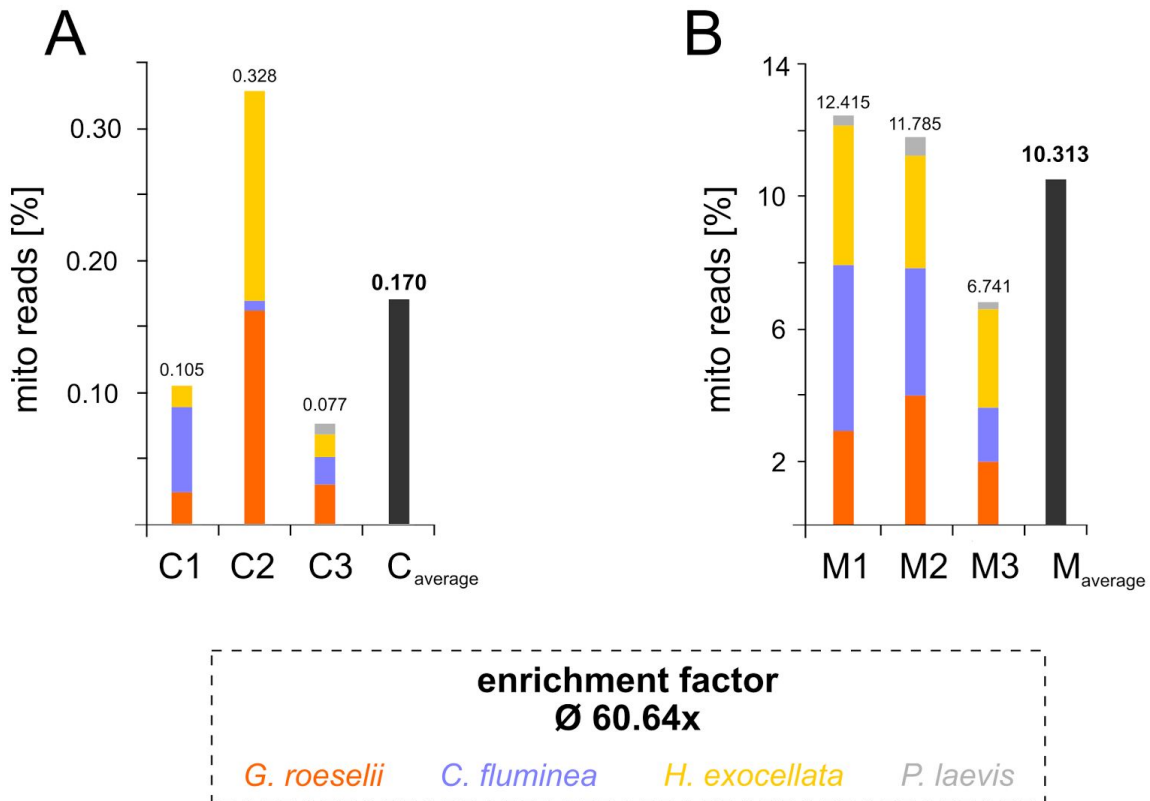 A
mito reads [%]
0.30
0.20
0.10
0.105
0.328
0.077
0.170
C1 C2 C3 Caverage
B
mito reads [%]
14
10
6
2
12.415
11.785
6.741
10.313
M1 M2 M3 Maverage
enrichment factor
Ø 60.64x
G. roeselii C. fluminea H. exocellata P. laevis